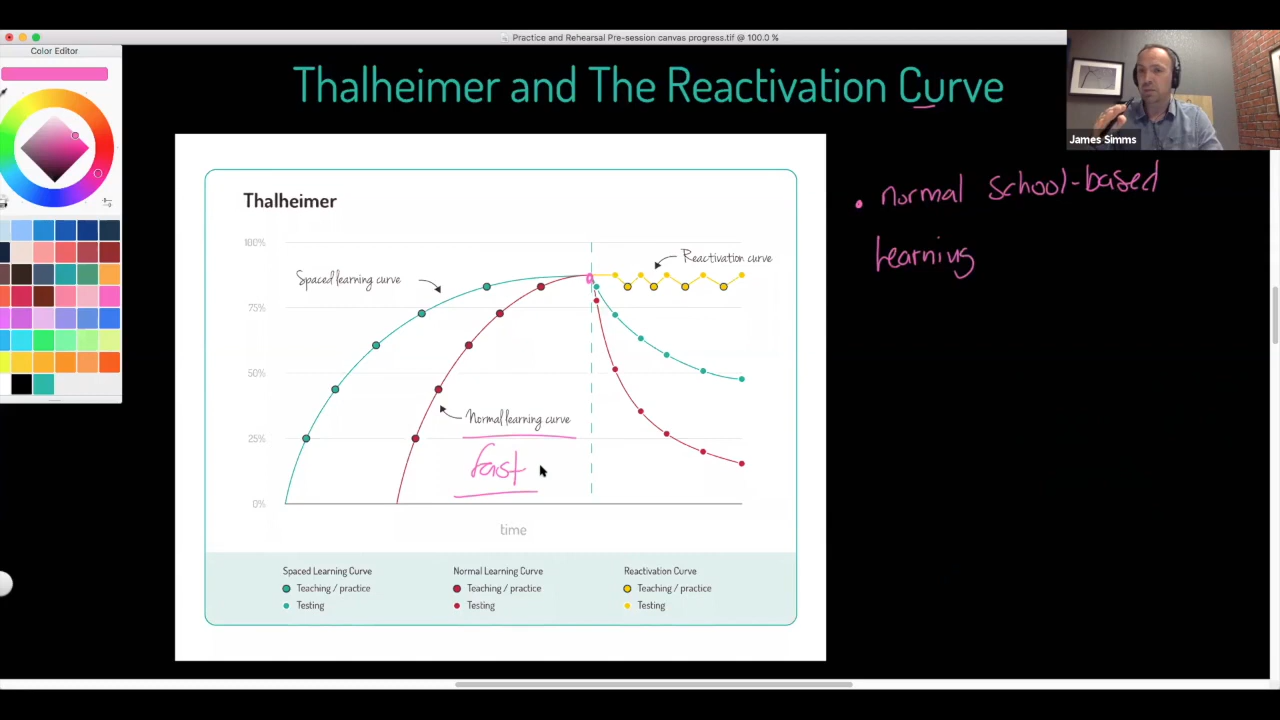 Practice and Rehearsal Pre-session canvas progress.tif @ 100.0 %
Color Editor
Thalheimer and The Reactivation Curve
James Simms
• normal school-based
learning
Thalheimer
100%
Reactivation curve
Spaced learning curve
75%
50%
Normal learning curve
25%
fast
0%
time
Spaced Learning Curve
Normal Learning Curve
Reactivation Curve
Teaching / practice
Teaching / practice
Teaching / practice
Testing
Testing
Testing